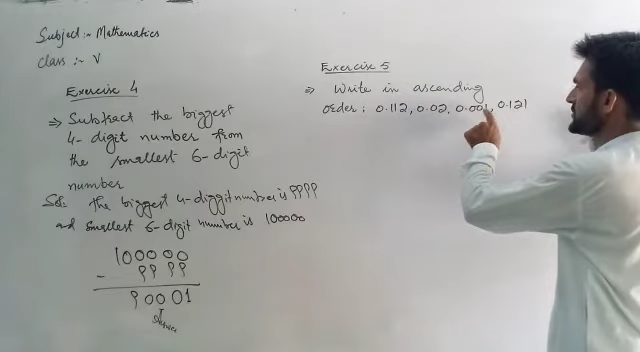 Subject :- Mathematics
Class :- V
Exercise 4
⇒ Subtract the biggest
4-digit number from
the smallest 6-digit
number
Sol: the biggest 4-diggit number is 9999
and smallest 6-digit number is 100000
100000
- 9999
90001
Answer
Exercise 5
⇒ Write in ascending
order: 0.112, 0.02, 0.001, 0.121